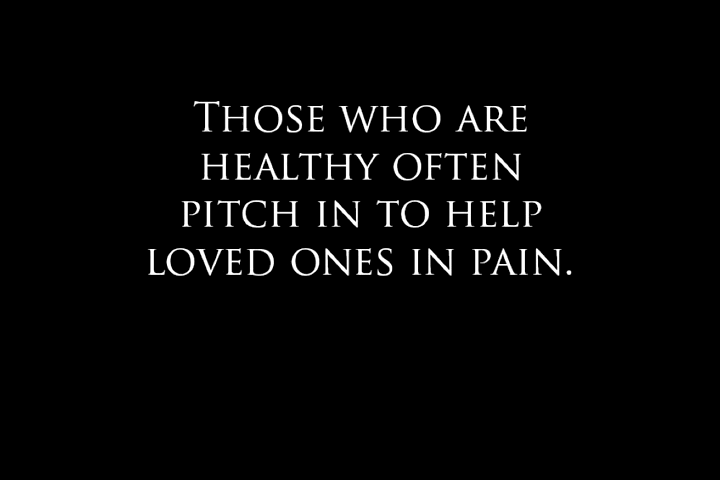 Those who are
healthy often
pitch in to help
loved ones in pain.